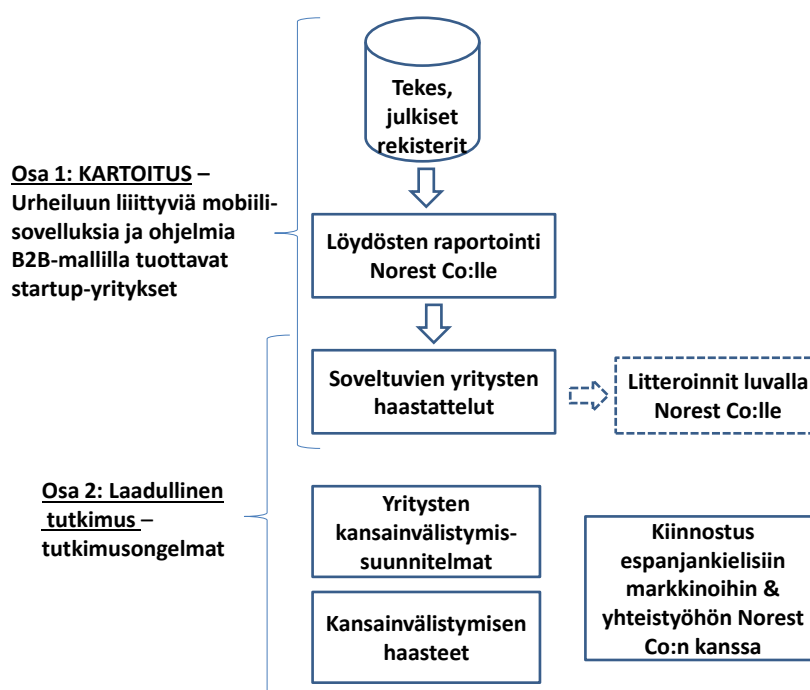 Tekes,
julkiset
rekisterit
Osa 1: KARTOITUS –
Urheiluun liiittyviä mobiili-
sovelluksia ja ohjelmia
B2B-mallilla tuottavat
startup-yritykset
Löydösten raportointi
Norest Co:lle
Soveltuvien yritysten
haastattelut
Litteroinnit luvalla
Norest Co:lle
Osa 2: Laadullinen
tutkimus –
tutkimusongelmat
Yritysten
kansainvälistymis-
suunnitelmat
Kiinnostus
espanjankielisiin
markkinoihin &
yhteistyöhön Norest
Co:n kanssa
Kansainvälistymisen
haasteet